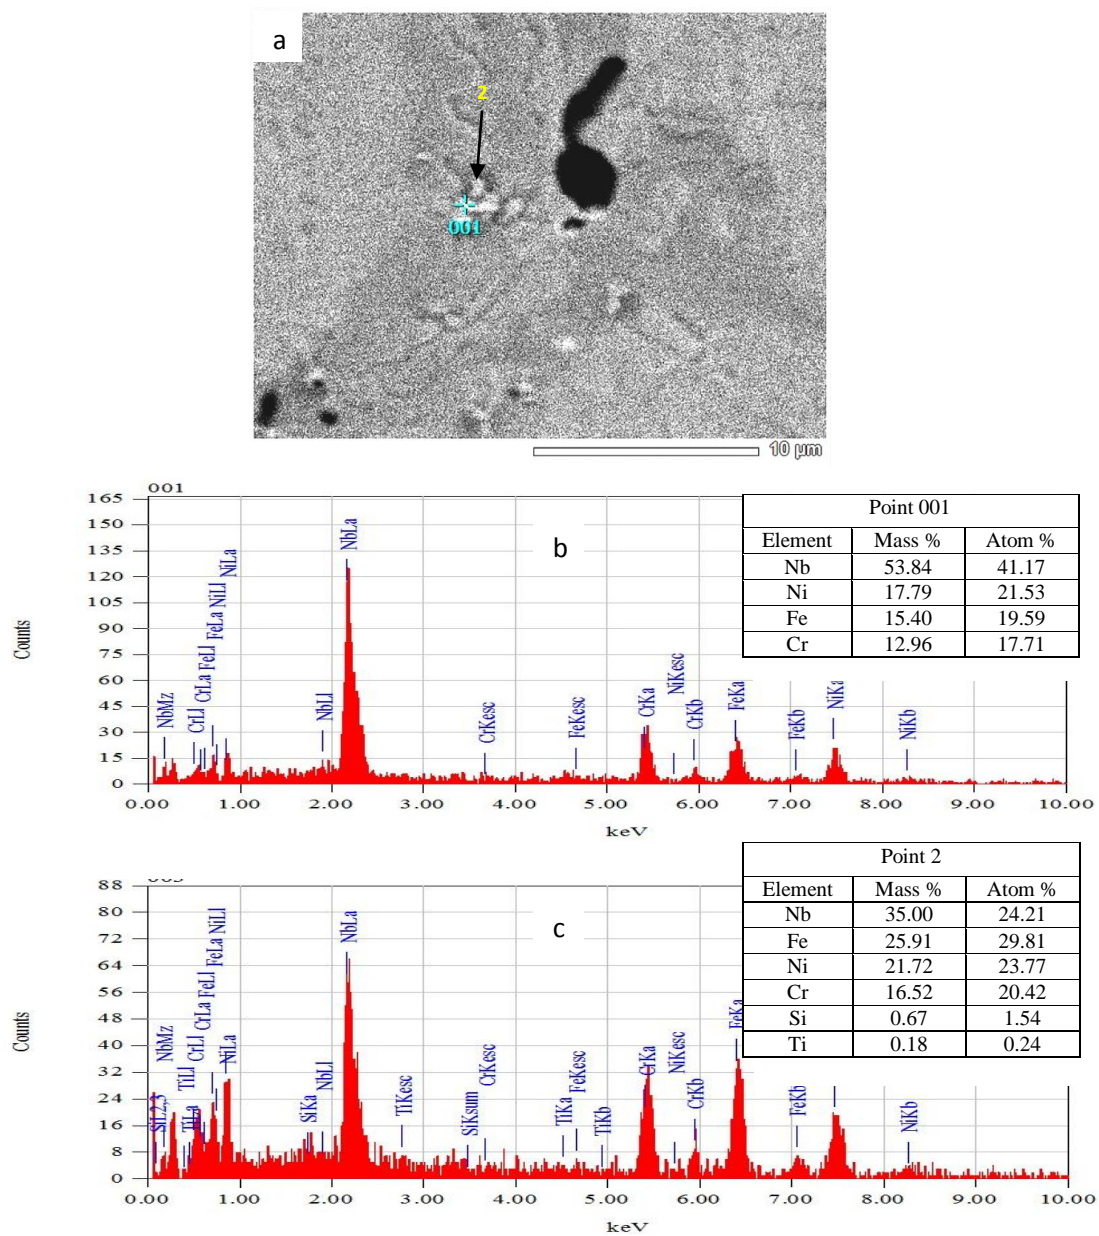 a
2
001
10 µm
001
Counts
165
150
135
120
105
90
75
60
45
30
15
0
NbMz
CrLl
CrLa
FeLl
FeLa
NiLl
NiLa
NbLl
NbLa
CrKesc
FeKesc
CrKa
NiKesc
CrKb
FeKa
FeKb
NiKa
NiKb
b
0.00 1.00 2.00 3.00 4.00 5.00 6.00 7.00 8.00 9.00 10.00
keV
Point 001
Element Mass % Atom %
Nb 53.84 41.17
Ni 17.79 21.53
Fe 15.40 19.59
Cr 12.96 17.71
Counts
88
80
72
64
56
48
40
32
24
16
8
0
NbMz
TiLl
TiLa
CrLl
CrLa
FeLl
FeLa
NiLl
NiLa
SiKa
NbLl
NbLa
TiKesc
SiKsum
CrKesc
TiKa
FeKesc
TiKb
CrKa
NiKesc
CrKb
FeKa
FeKb
NiKb
c
0.00 1.00 2.00 3.00 4.00 5.00 6.00 7.00 8.00 9.00 10.00
keV
Point 2
Element Mass % Atom %
Nb 35.00 24.21
Fe 25.91 29.81
Ni 21.72 23.77
Cr 16.52 20.42
Si 0.67 1.54
Ti 0.18 0.24